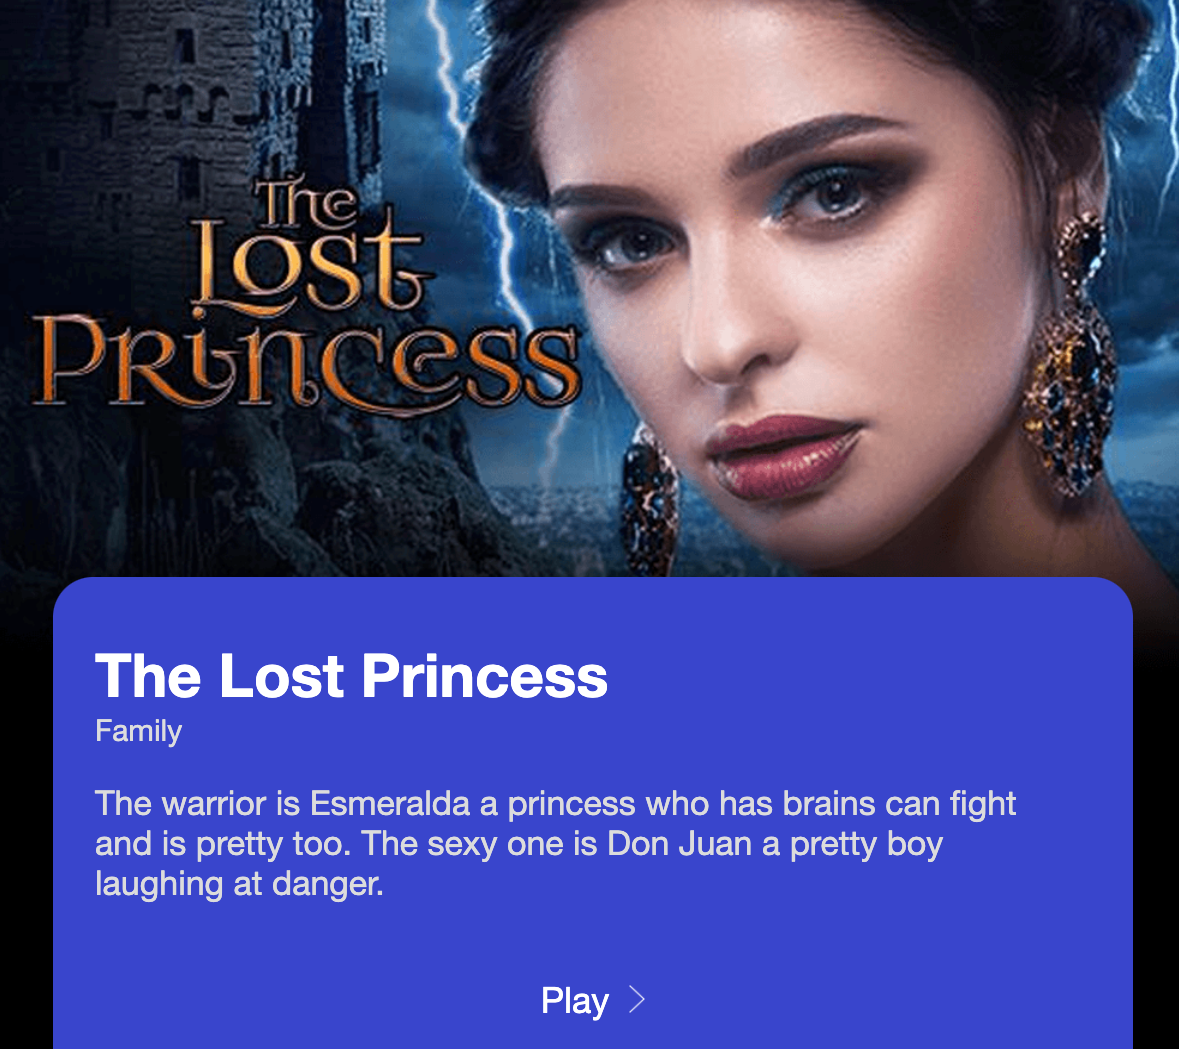 The
Lost
Princess
The Lost Princess
Family
The warrior is Esmeralda a princess who has brains can fight
and is pretty too. The sexy one is Don Juan a pretty boy
laughing at danger.
Play